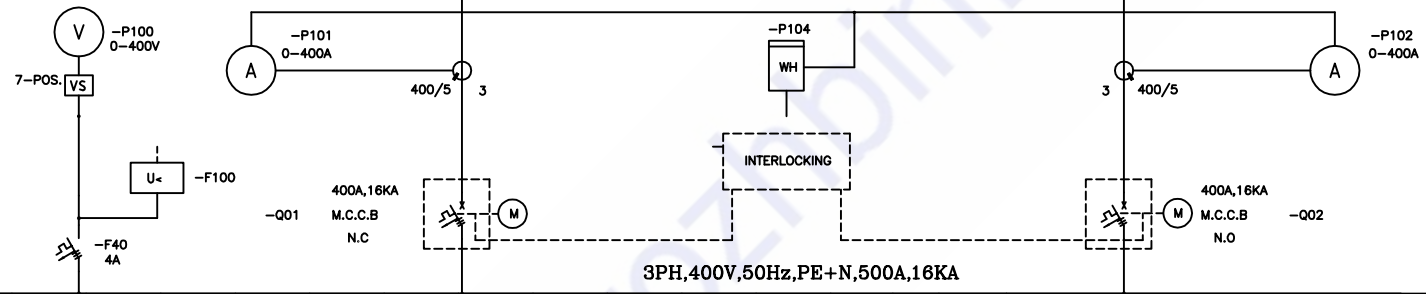 V
-P100
0-400V
7-POS.
VS
U<
-F100
-F40
4A
A
-P101
0-400A
400/5
3
-Q01
400A,16KA
M.C.C.B
N.C
M
-P104
WH
INTERLOCKING
3PH,400V,50Hz,PE+N,500A,16KA
3
400/5
A
-P102
0-400A
400A,16KA
M
M.C.C.B
N.O
-Q02